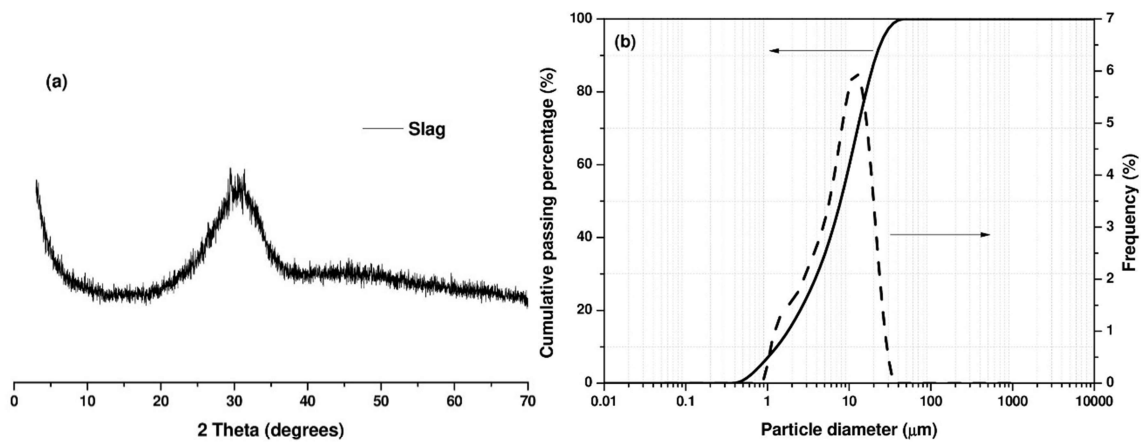 (a)
Slag
0 10 20 30 40 50 60 70
2 Theta (degrees)
(b)
Cumulative passing percentage (%)
100
80
60
40
20
0
Frequency (%)
7
6
5
4
3
2
1
0
0.01 0.1 1 10 100 1000 10000
Particle diameter (μm)